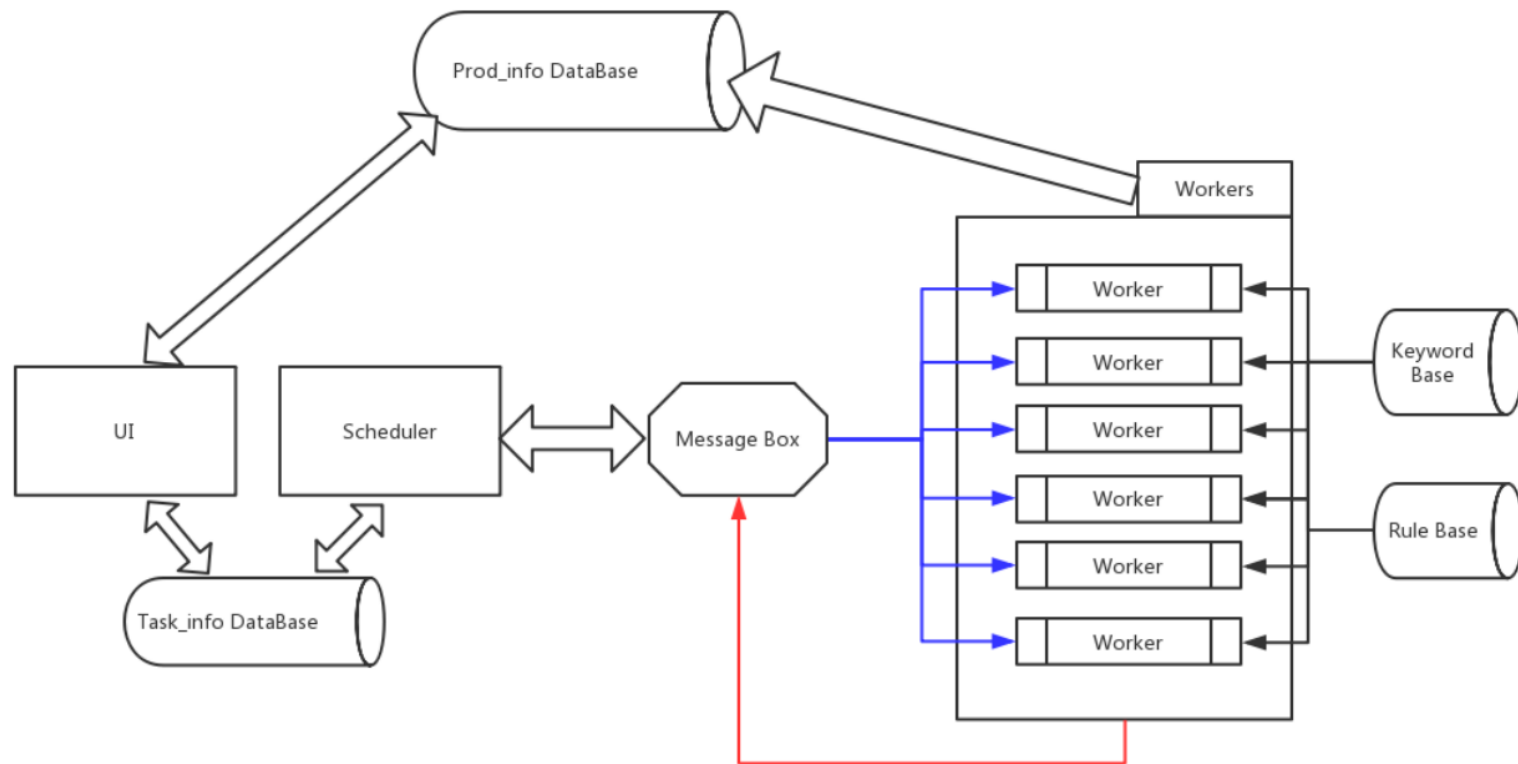 Prod_info DataBase
Workers
Worker
Worker
Worker
Worker
Worker
Worker
Keyword
Base
Rule Base
UI
Scheduler
Message Box
Task_info DataBase